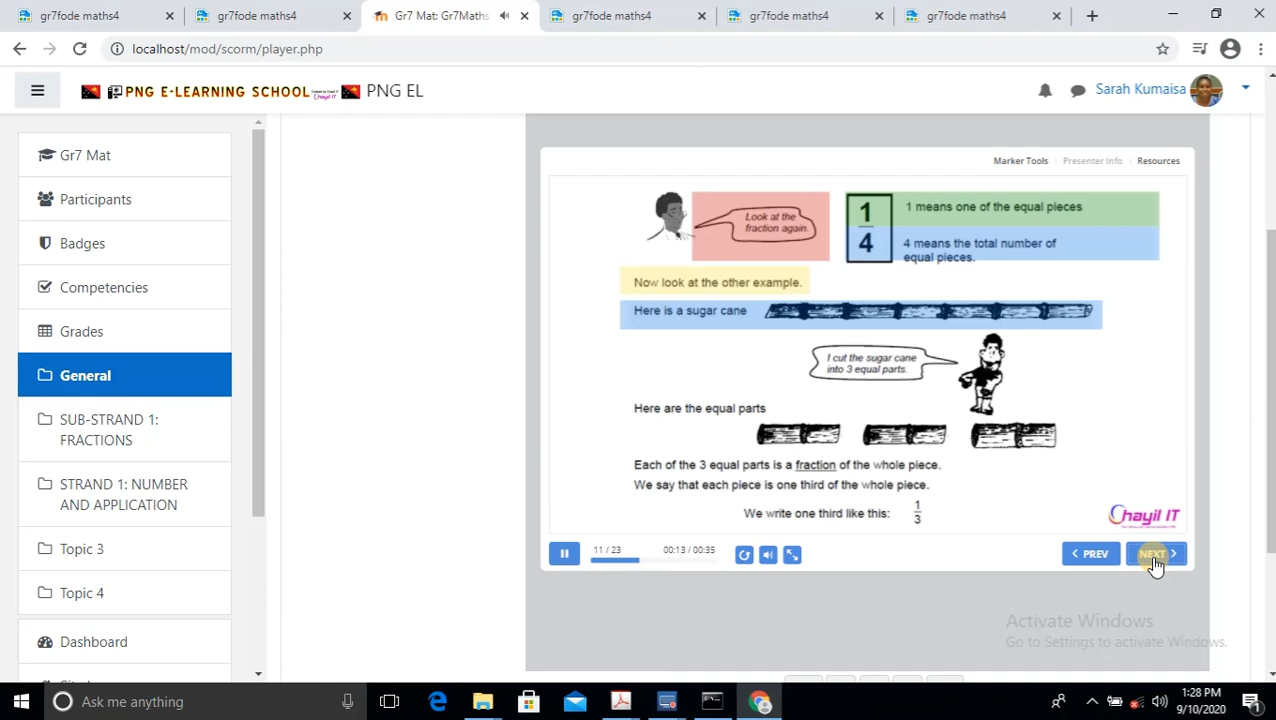 gr7fode maths4
gr7fode maths4
Gr7 Mat: Gr7Maths
gr7fode maths4
gr7fode maths4
gr7fode maths4
localhost/mod/scorm/player.php
PNG E-LEARNING SCHOOL
Chayil IT
PNG EL
Sarah Kumaisa
Gr7 Mat
Participants
Badges
Competencies
Grades
General
SUB-STRAND 1:
FRACTIONS
STRAND 1: NUMBER
AND APPLICATION
Topic 3
Topic 4
Dashboard
Marker Tools
Presenter Info
Resources
Look at the
fraction again.
1
4
1 means one of the equal pieces
4 means the total number of
equal pieces.
Now look at the other example.
Here is a sugar cane
I cut the sugar cane
into 3 equal parts.
Here are the equal parts
Each of the 3 equal parts is a fraction of the whole piece.
We say that each piece is one third of the whole piece.
We write one third like this: 1
3
Chayil IT
11 / 23
00:13 / 00:35
PREV
NEXT
Activate Windows
Go to Settings to activate Windows.
Ask me anything
1:28 PM
9/10/2020
1